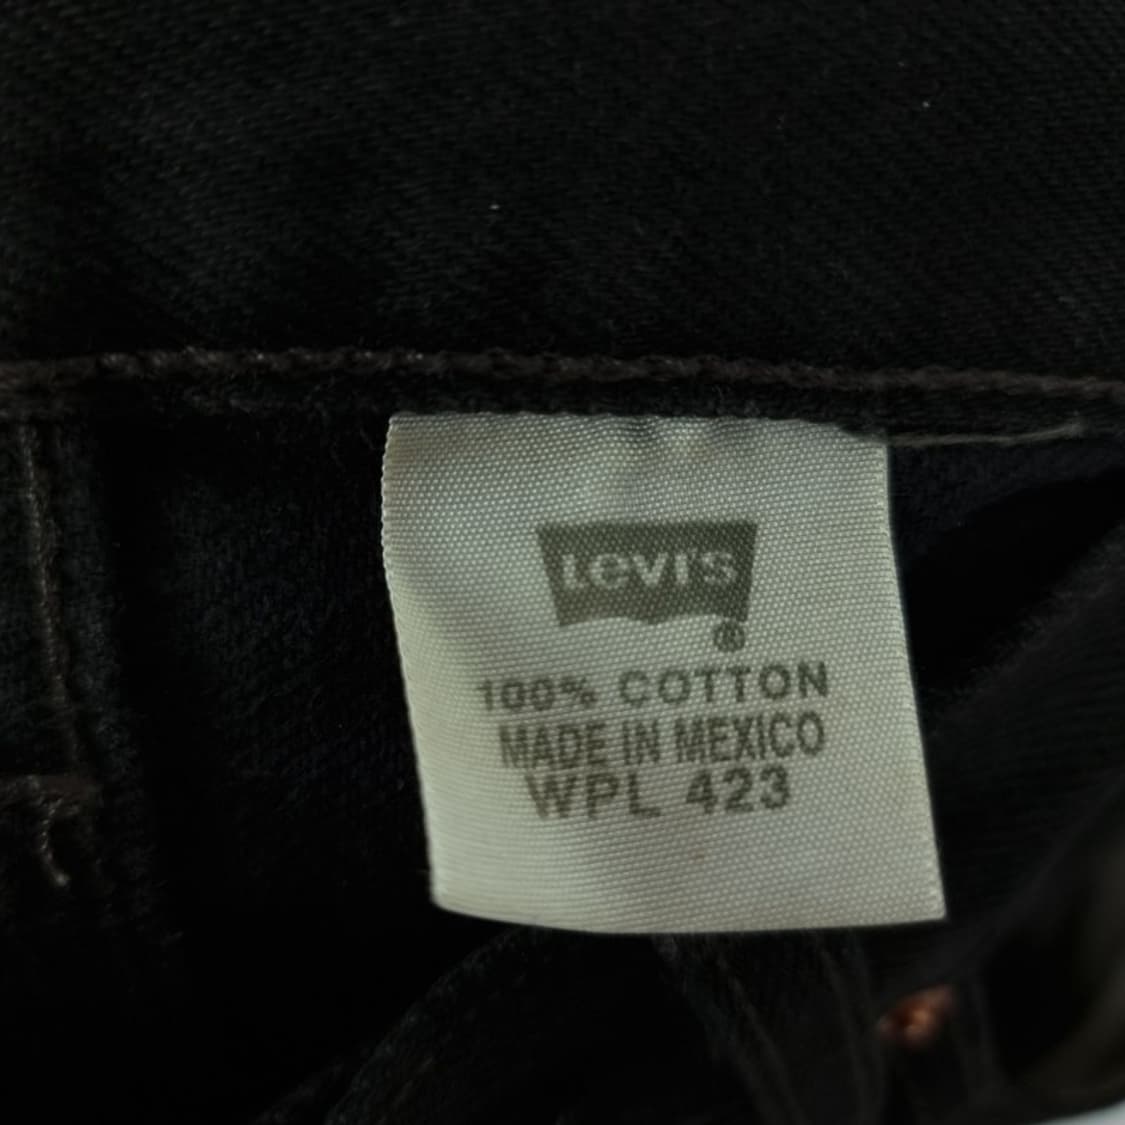 Levi's
®
100% COTTON
MADE IN MEXICO
WPL 423